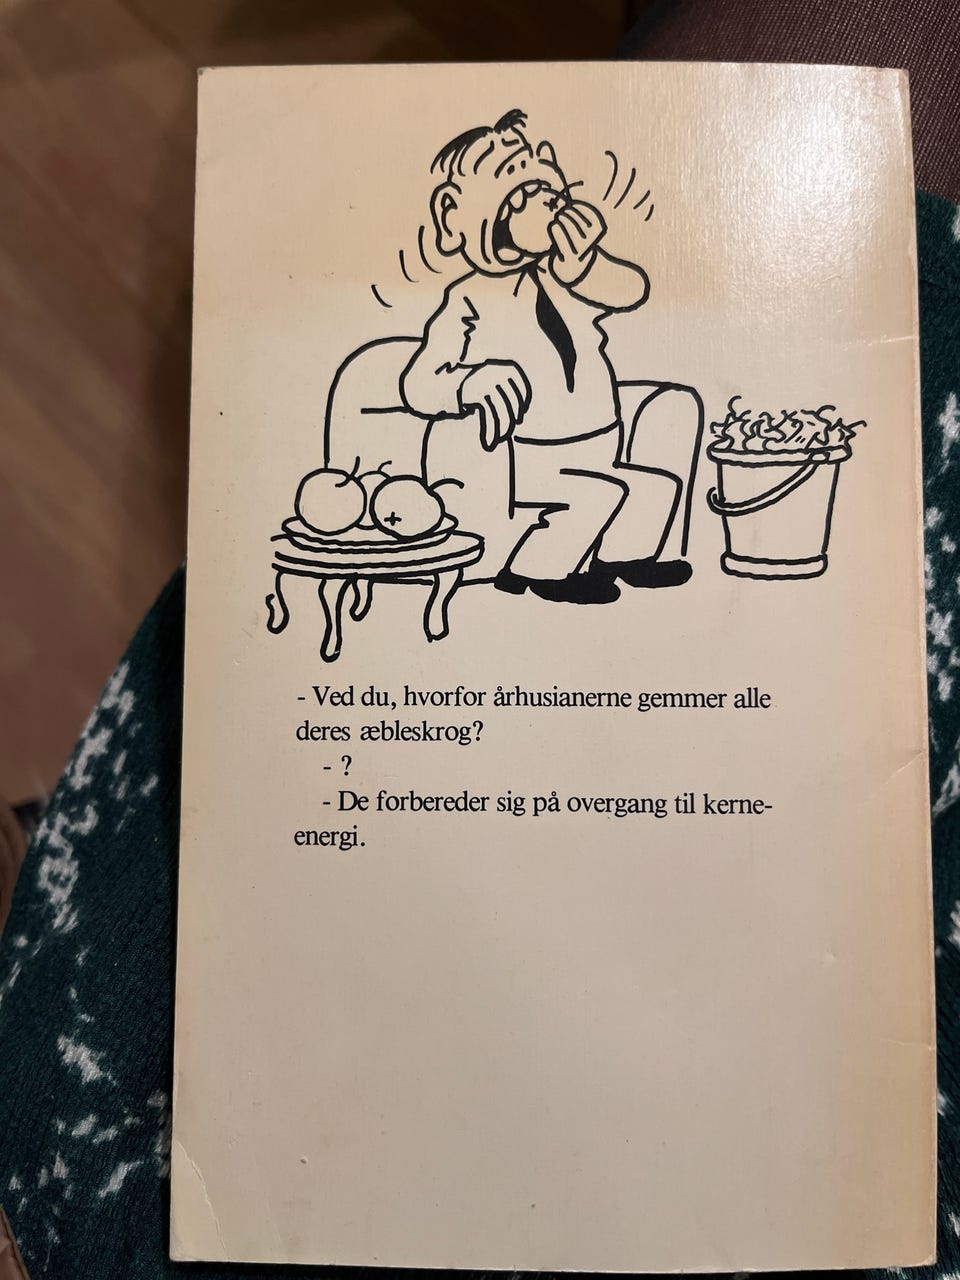 - Ved du, hvorfor århusianerne gemmer alle
deres æbleskrog?
- ?
- De forbereder sig på overgang til kerne-
energi.